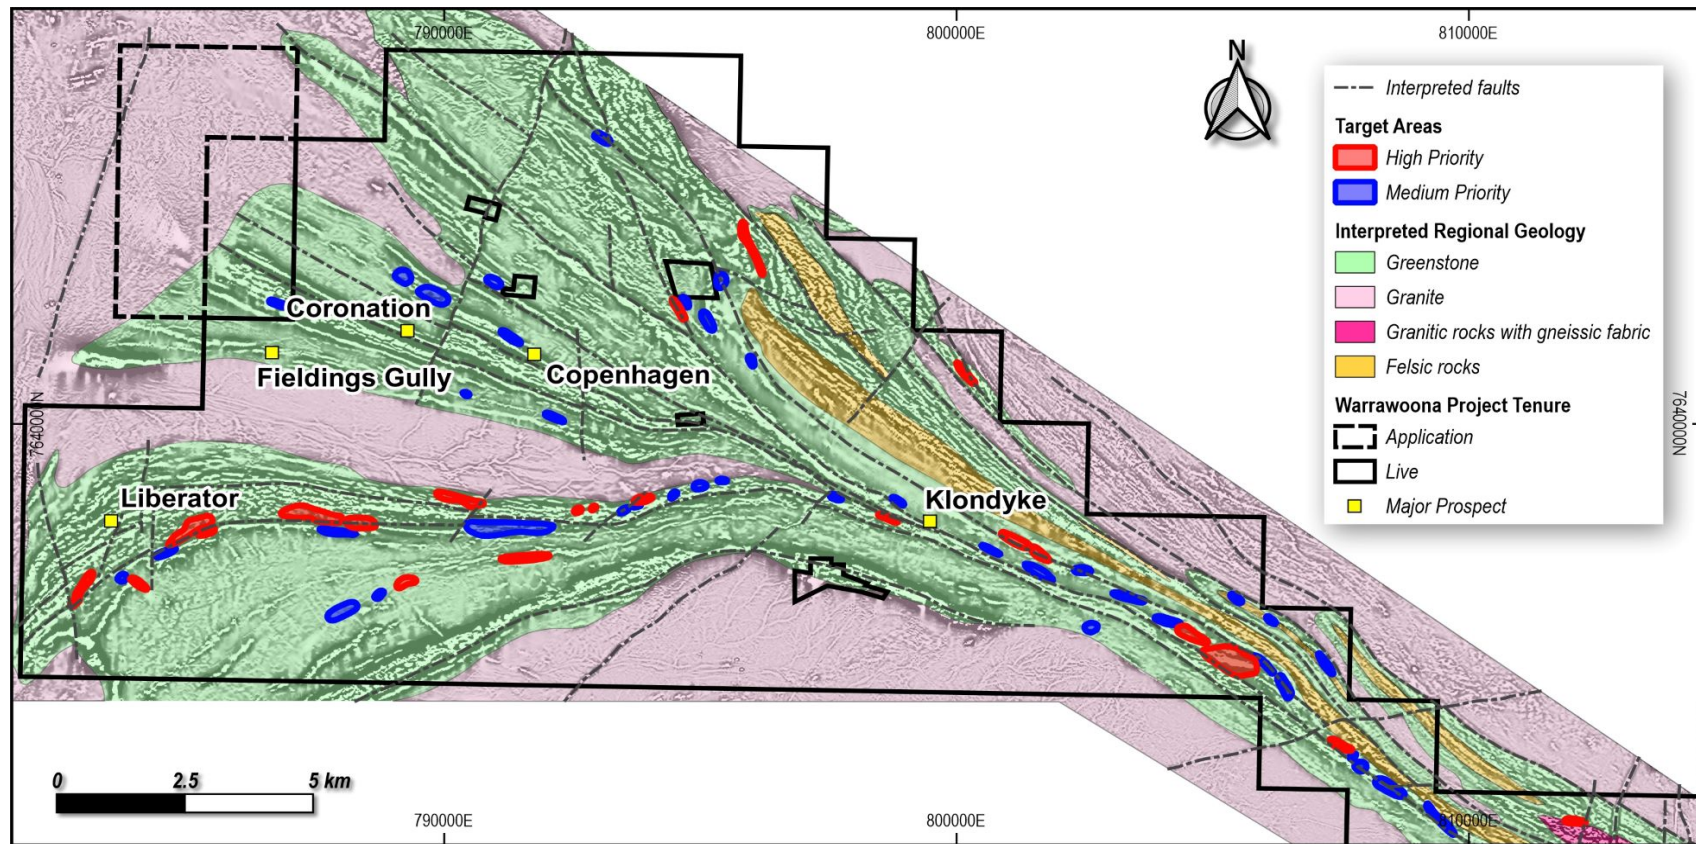 790000E
800000E
810000E
N
Interpreted faults
Target Areas
High Priority
Medium Priority
Interpreted Regional Geology
Greenstone
Granite
Granitic rocks with gneissic fabric
Felsic rocks
Warrawoona Project Tenure
Application
Live
Major Prospect
Coronation
Fieldings Gully
Copenhagen
7640000N
7640000N
Liberator
Klondyke
0 2.5 5 km
790000E
800000E
810000E